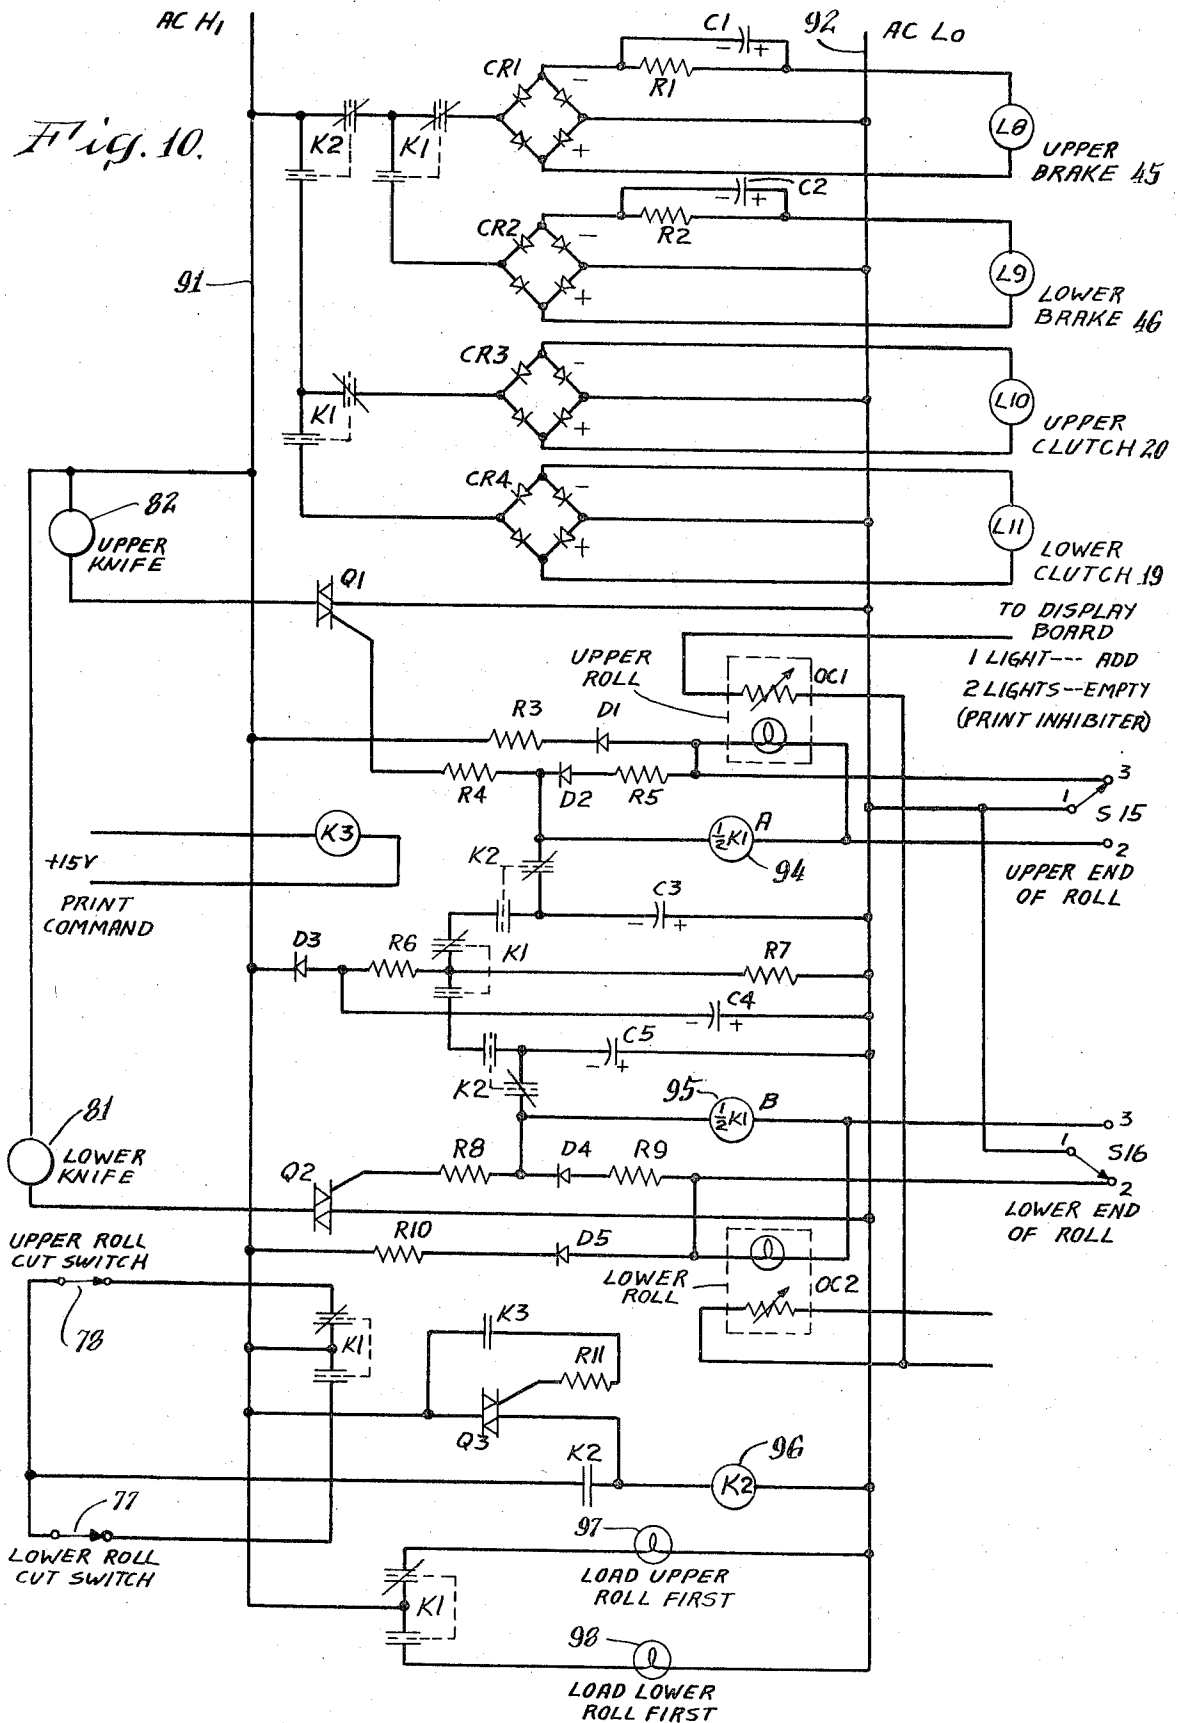 AC HI
92
AC LO
C1
- +
CR1
-
R1
Fig. 10.
K2
K1
+
L8
UPPER
BRAKE 45
C2
- +
CR2
-
R2
91
+
L9
LOWER
BRAKE 46
CR3
-
K1
+
L10
UPPER
CLUTCH 20
CR4
-
82
+
L11
UPPER
KNIFE
LOWER
CLUTCH 19
Q1
TO DISPLAY
BOARD
1 LIGHT --- ADD
2 LIGHTS--EMPTY
(PRINT INHIBITER)
UPPER
ROLL
OC1
R3
D1
R4
D2
R5
3
1
S15
K3
½K1
A
2
+15V
K2
94
UPPER END
OF ROLL
PRINT
COMMAND
C3
- +
D3
R6
K1
R7
C4
- +
C5
- +
K2
95
½K1
B
81
3
LOWER
KNIFE
R8
D4
R9
1
S16
Q2
2
LOWER END
OF ROLL
UPPER ROLL
CUT SWITCH
R10
D5
LOWER
ROLL
OC2
78
K1
K3
R11
Q3
K2
96
K2
77
97
LOWER ROLL
CUT SWITCH
LOAD UPPER
ROLL FIRST
K1
98
LOAD LOWER
ROLL FIRST